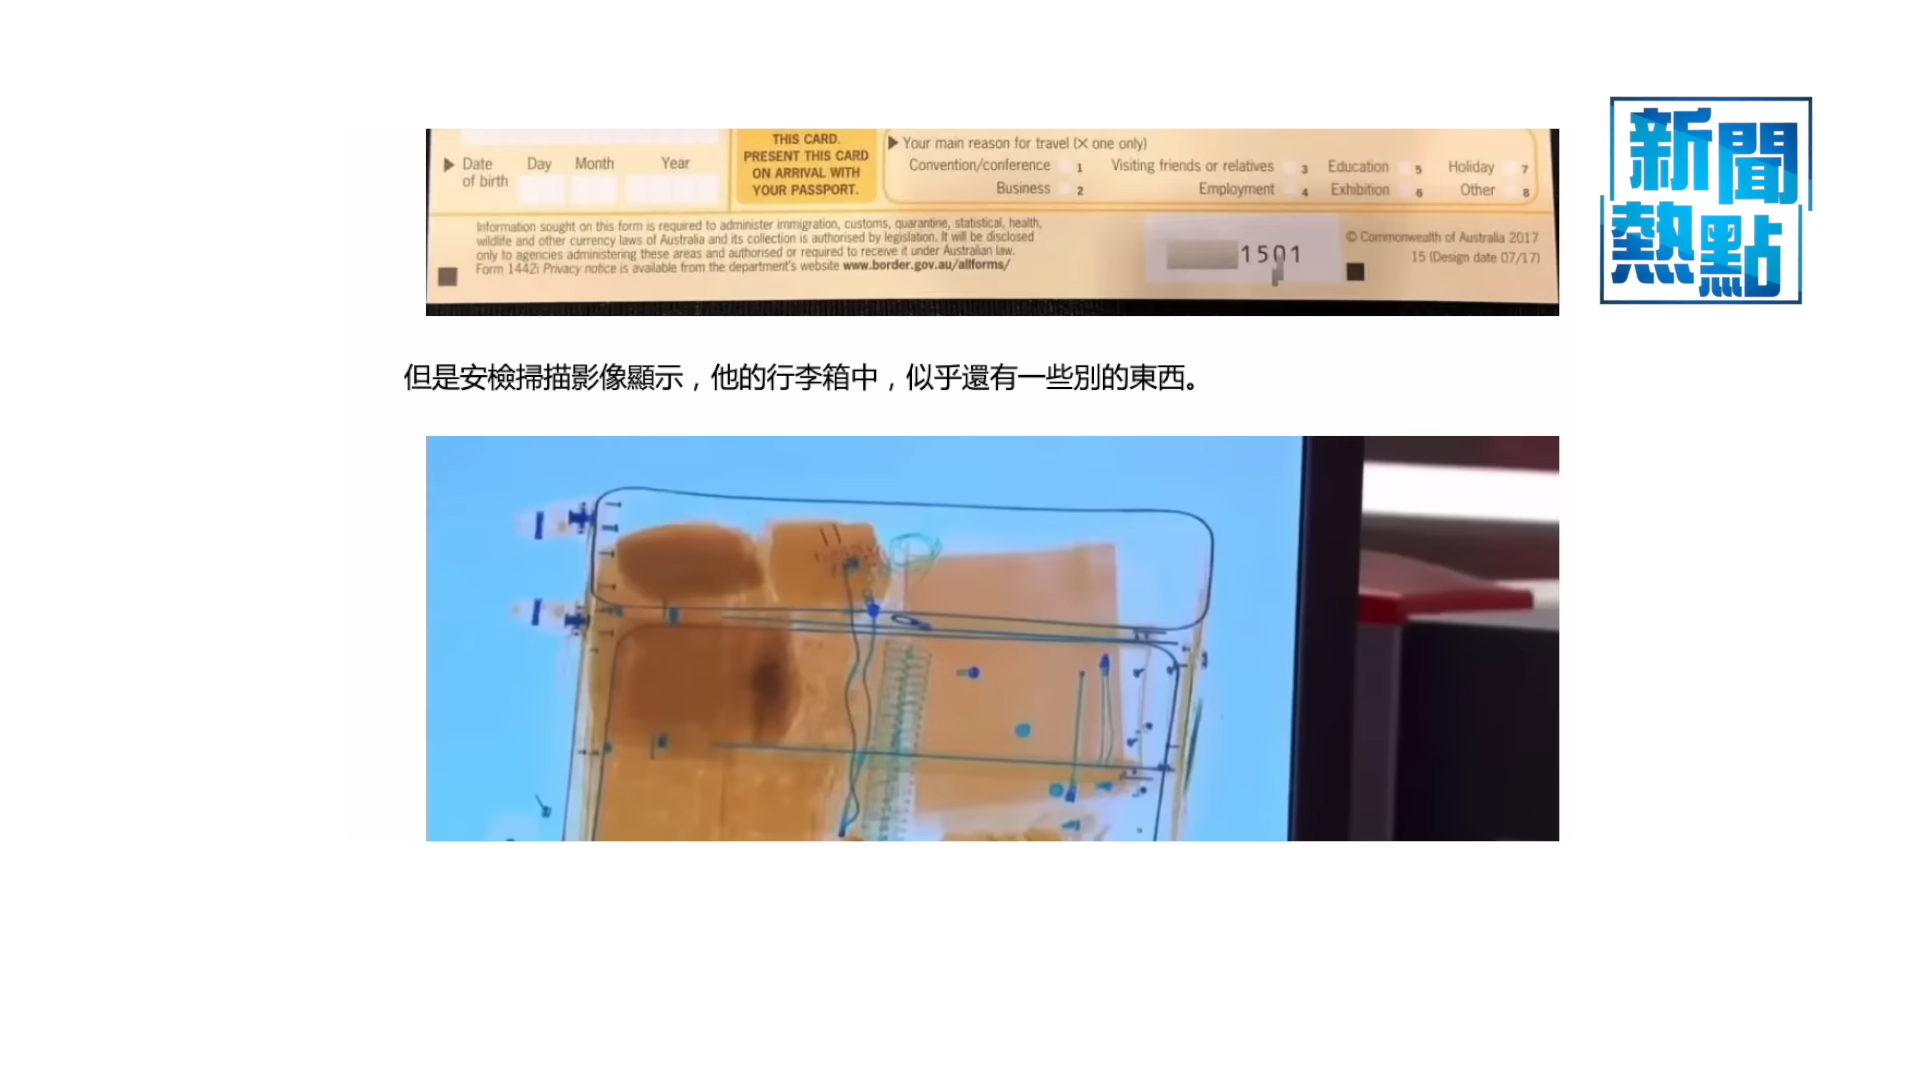 新聞
熱點
THIS CARD.
PRESENT THIS CARD
ON ARRIVAL WITH
YOUR PASSPORT.
Date
of birth
Day Month Year
Your main reason for travel (X one only)
Convention/conference 1 Visiting friends or relatives 3 Education 5 Holiday 7
Business 2 Employment 4 Exhibition 6 Other 8
Information sought on this form is required to administer immigration, customs, quarantine, statistical, health,
wildlife and other currency laws of Australia and its collection is authorised by legislation. It will be disclosed
only to agencies administering these areas and authorised or required to receive it under Australian law.
Form 1442i Privacy notice is available from the department's website www.border.gov.au/allforms/
1501
© Commonwealth of Australia 2017
15 (Design date 07/17)
但是安檢掃描影像顯示，他的行李箱中，似乎還有一些別的東西。